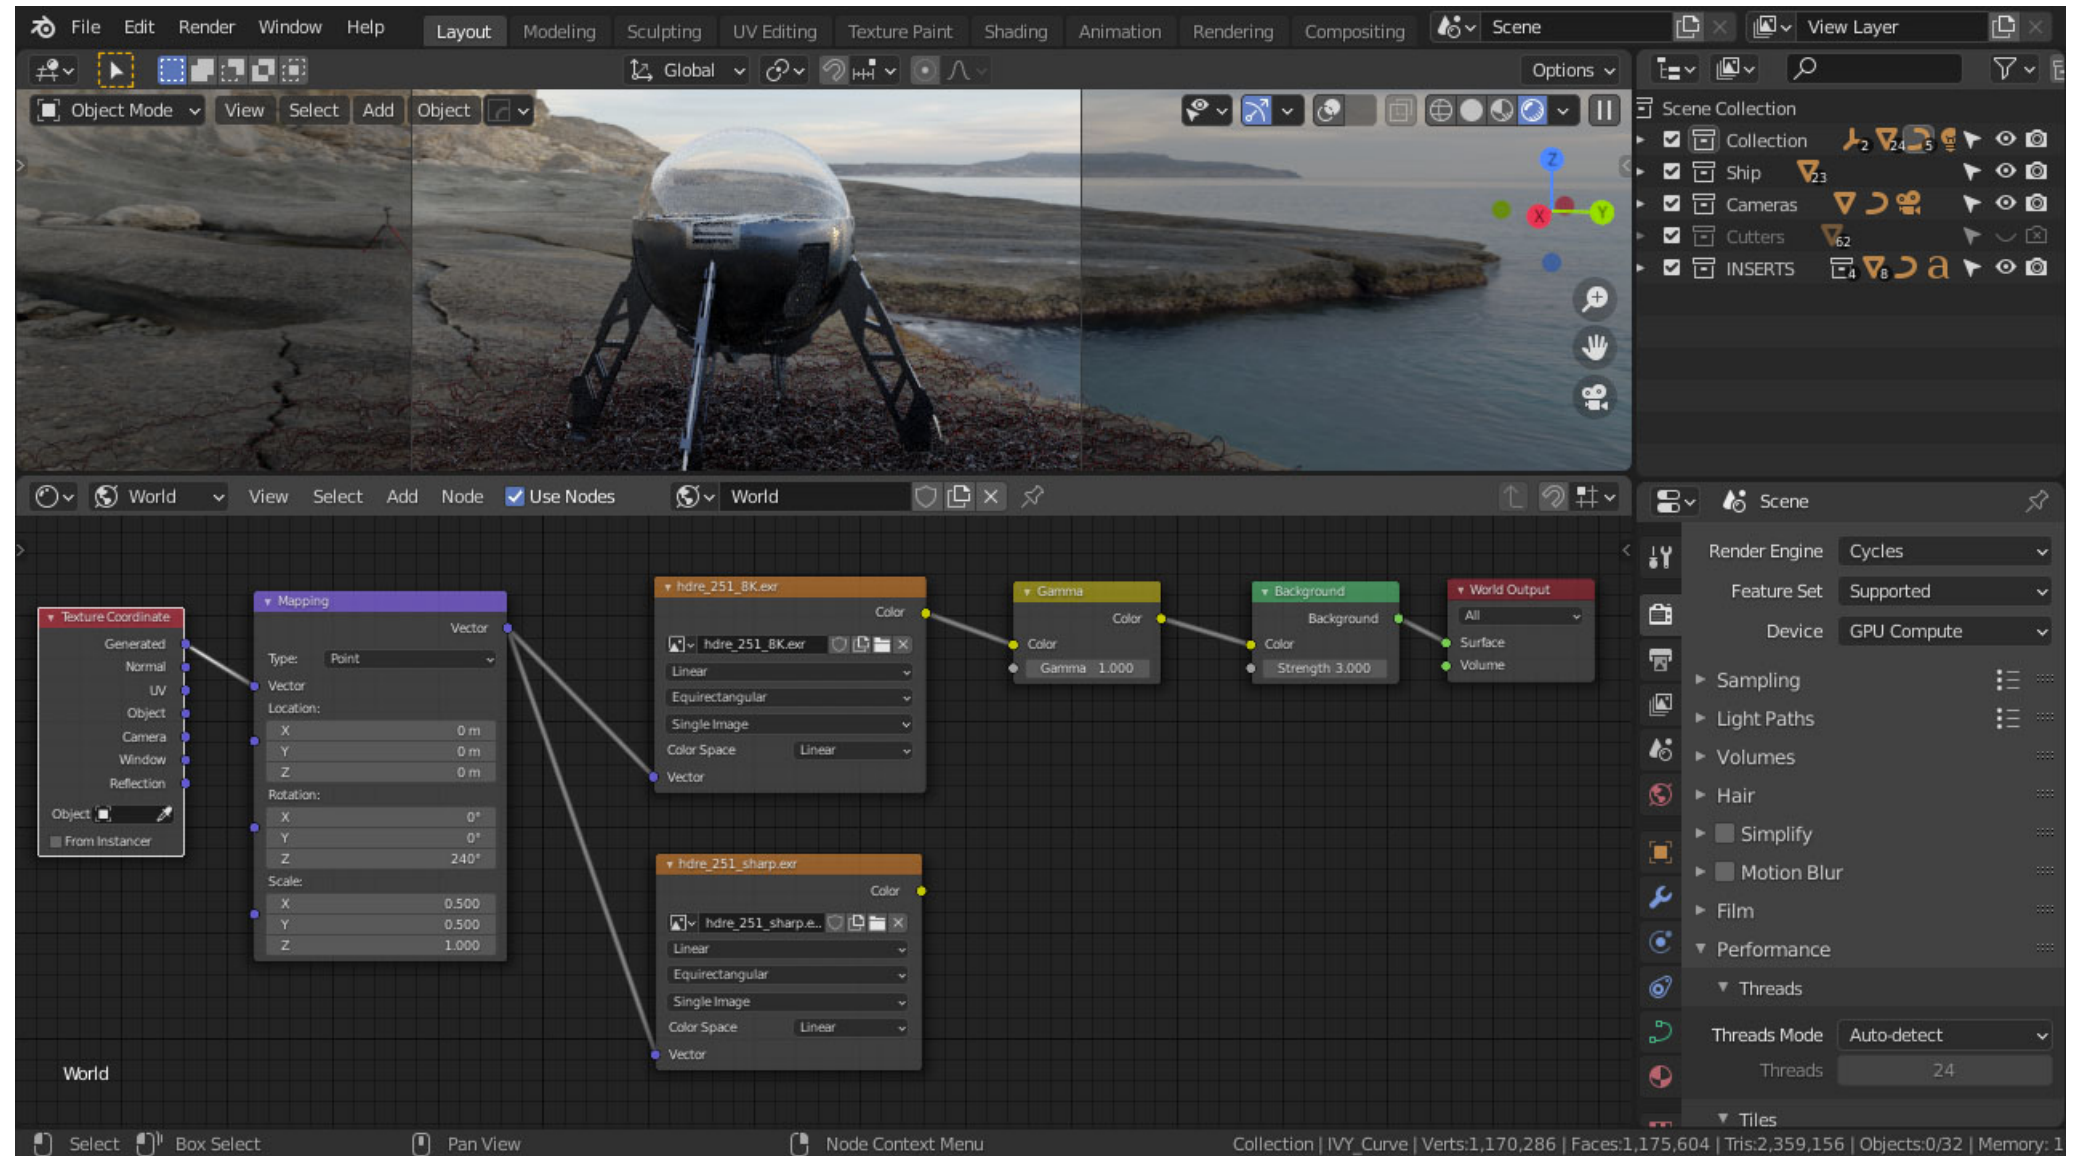 File Edit Render Window Help Layout Modeling Sculpting UV Editing Texture Paint Shading Animation Rendering Compositing Scene View Layer
Global Options
Object Mode View Select Add Object
Z
X
Y
Scene Collection
Collection 2 24 5
Ship 23
Cameras
Cutters 62
INSERTS 4 8 a
World View Select Add Node Use Nodes World
Texture Coordinate
Generated
Normal
UV
Object
Camera
Window
Reflection
Object
From Instancer
Mapping
Vector
Type: Point
Vector
Location:
X 0 m
Y 0 m
Z 0 m
Rotation:
X 0°
Y 0°
Z 240°
Scale:
X 0.500
Y 0.500
Z 1.000
hdre_251_8K.exr
Color
hdre_251_8K.exr
Linear
Equirectangular
Single Image
Color Space Linear
Vector
hdre_251_sharp.exr
Color
hdre_251_sharp.e...
Linear
Equirectangular
Single Image
Color Space Linear
Vector
Gamma
Color
Color
Gamma 1.000
Background
Background
Color
Strength 3.000
World Output
All
Surface
Volume
World
Scene
Render Engine Cycles
Feature Set Supported
Device GPU Compute
Sampling
Light Paths
Volumes
Hair
Simplify
Motion Blur
Film
Performance
Threads
Threads Mode Auto-detect
Threads 24
Tiles
Select Box Select Pan View Node Context Menu Collection | IVY_Curve | Verts:1,170,286 | Faces:1,175,604 | Tris:2,359,156 | Objects:0/32 | Memory: 1